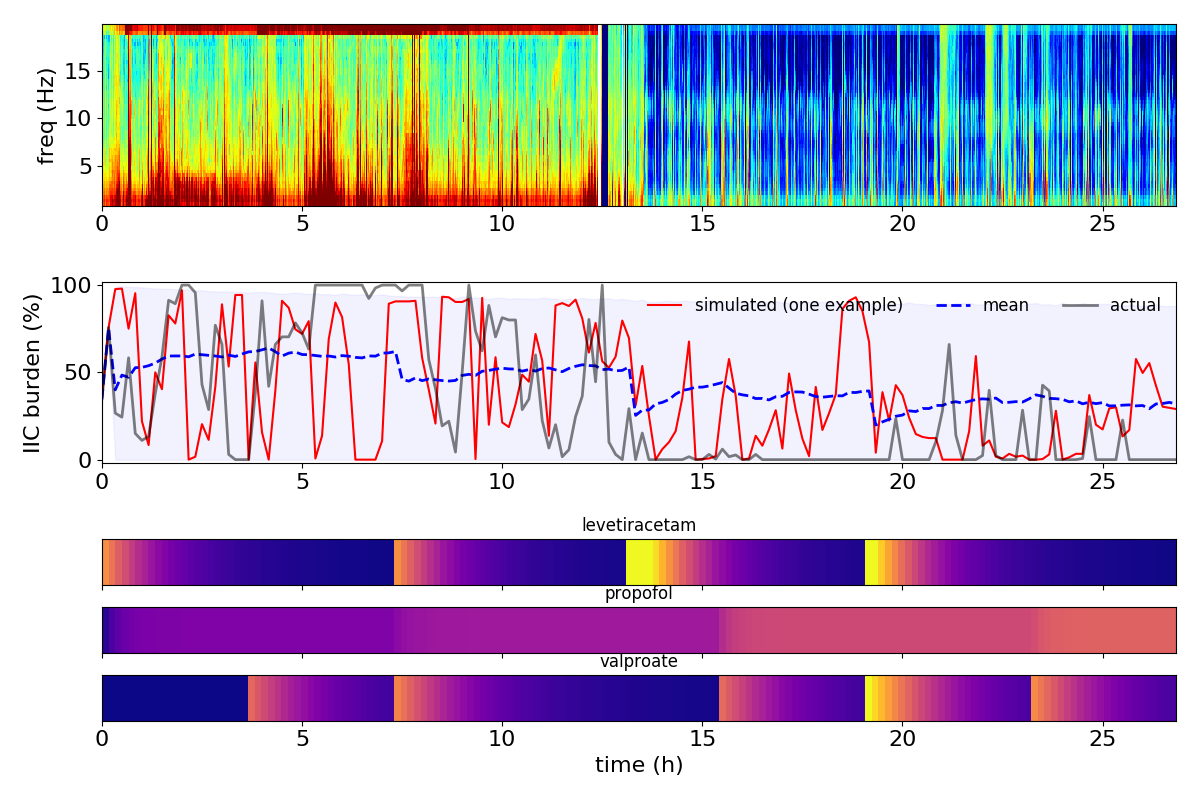 freq (Hz)
15
10
5
0 5 10 15 20 25
IIC burden (%)
100
50
0
simulated (one example) mean actual
0 5 10 15 20 25
levetiracetam
propofol
valproate
0 5 10 15 20 25
time (h)